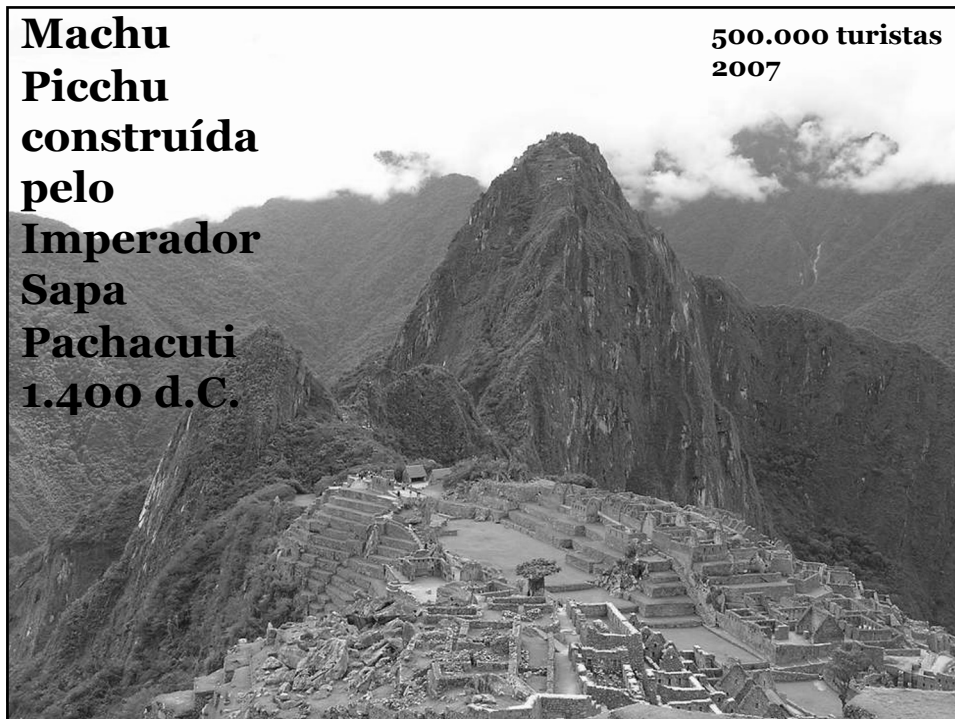 Machu
Picchu
construída
pelo
Imperador
Sapa
Pachacuti
1.400 d.C.
500.000 turistas
2007